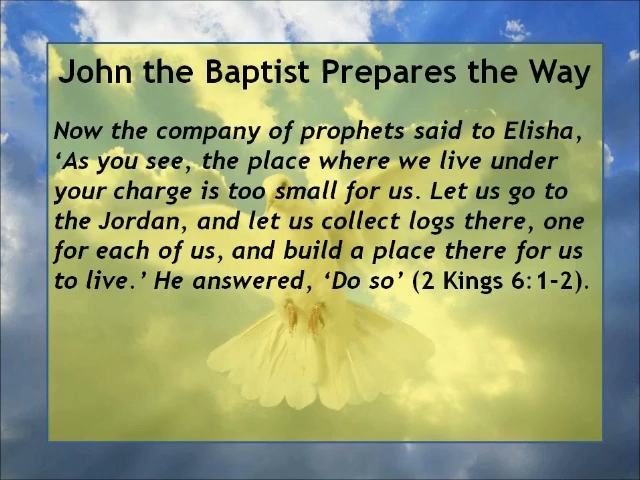 John the Baptist Prepares the Way
Now the company of prophets said to Elisha,
‘As you see, the place where we live under
your charge is too small for us. Let us go to
the Jordan, and let us collect logs there, one
for each of us, and build a place there for us
to live.’ He answered, ‘Do so’ (2 Kings 6:1-2).